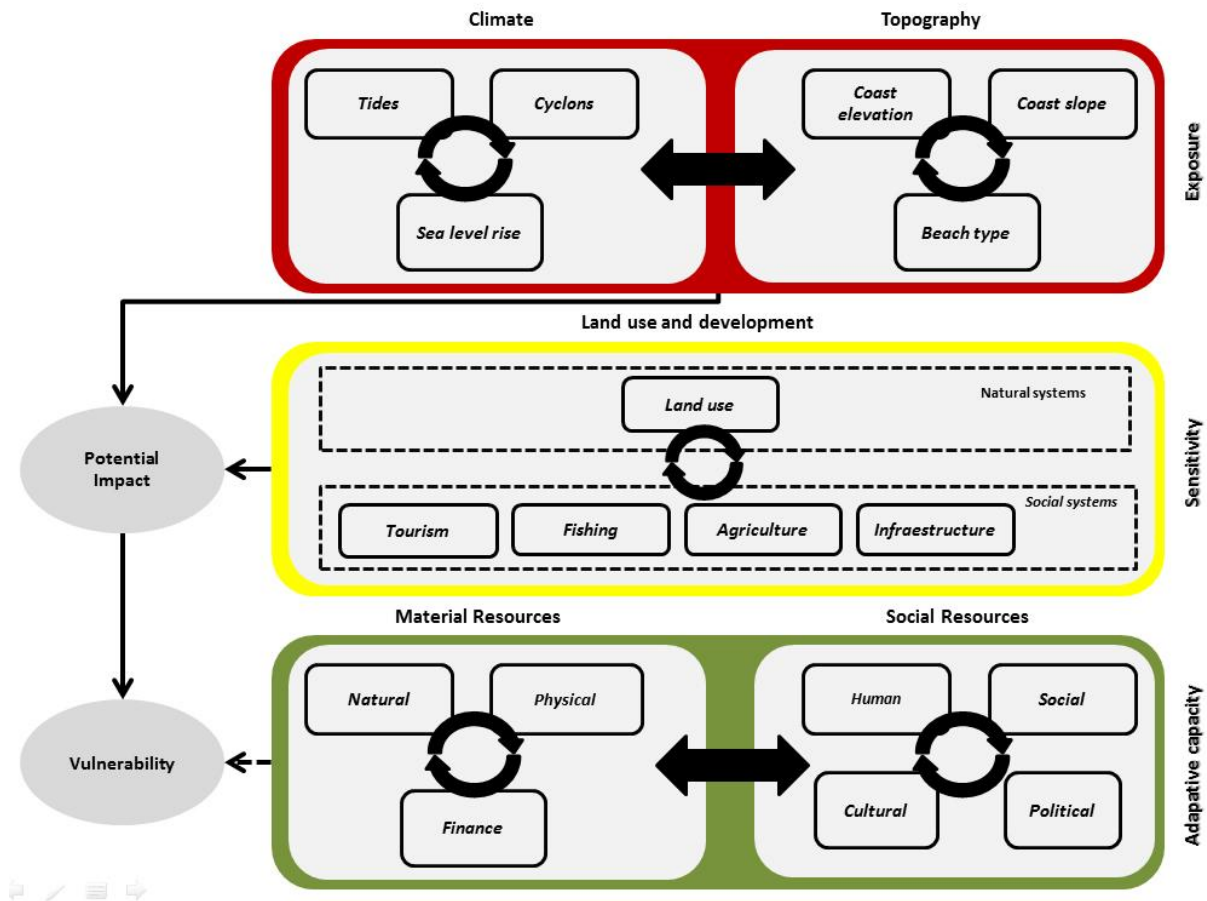 Climate
Topography
Tides
Cyclons
Sea level rise
Coast
elevation
Coast slope
Beach type
Exposure
Land use and development
Natural systems
Land use
Social systems
Tourism
Fishing
Agriculture
Infraestructure
Sensitivity
Potential
Impact
Material Resources
Social Resources
Natural
Physical
Finance
Human
Social
Cultural
Political
Adapative capacity
Vulnerability